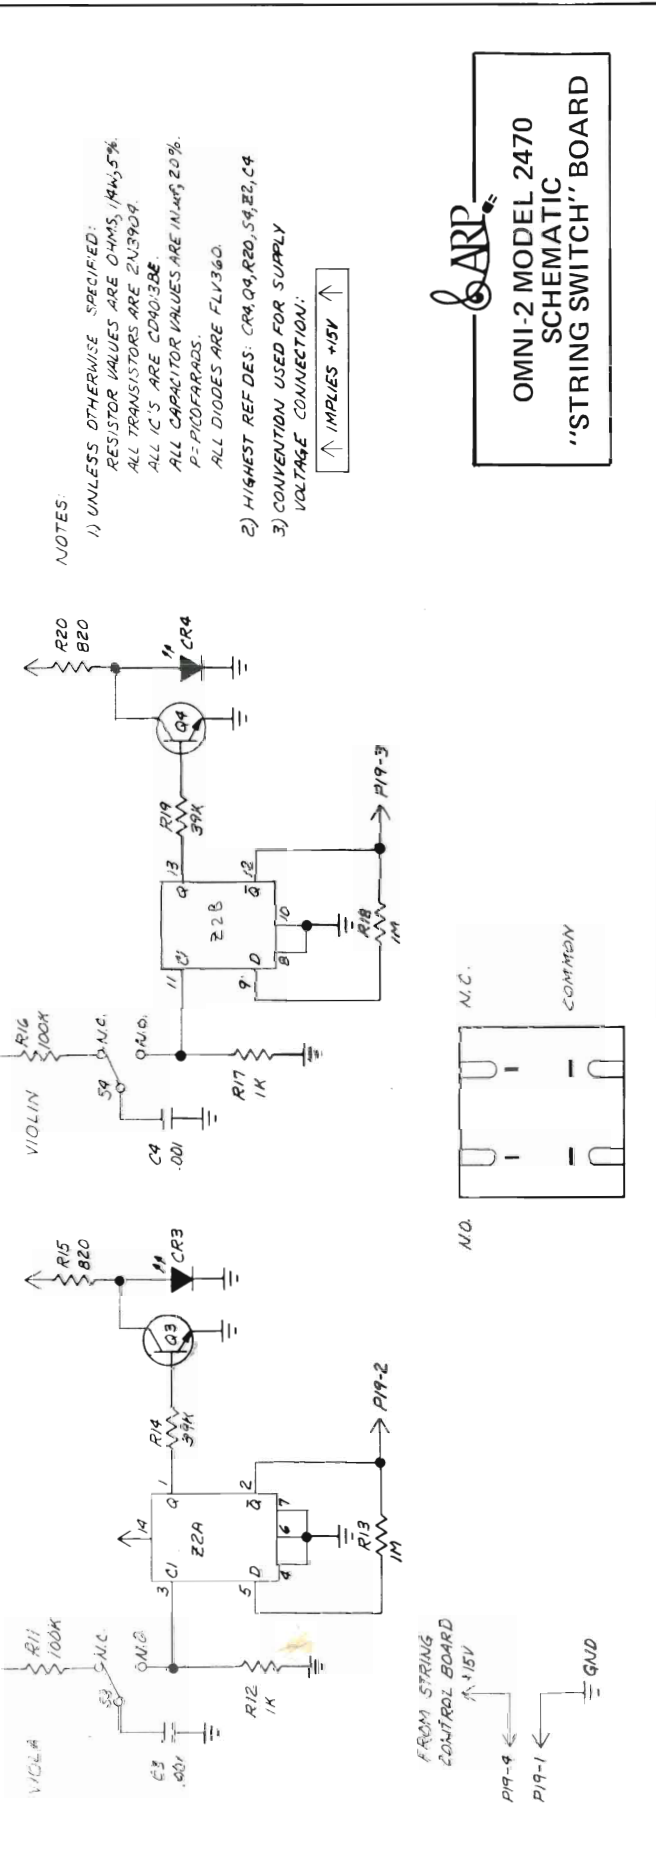 VIOLA
R11
100K
N.C.
S3
N.O.
C3
.001
R12
1K
3
C1
14
Z2A
Q
1
R14
39K
Q3
R15
820
CR3
5
D
4
6
7
Q̅
2
R13
1M
P19-2
FROM STRING
CONTROL BOARD
+15V
P19-4
P19-1
GND
VIOLIN
R16
100K
N.C.
S4
N.O.
C4
.001
R17
1K
11
C1
Z2B
Q
13
R19
39K
Q4
R20
820
CR4
9
D
8
10
Q̅
12
R18
1M
P19-3
N.O.
N.C.
COMMON
NOTES:
1) UNLESS OTHERWISE SPECIFIED:
RESISTOR VALUES ARE OHMS, 1/4W, 5%.
ALL TRANSISTORS ARE 2N3904.
ALL IC'S ARE CD4013BE.
ALL CAPACITOR VALUES ARE IN uf, 20%.
P=PICOFARADS.
ALL DIODES ARE FLV360.
2) HIGHEST REF DES: CR4,Q4,R20,S4,Z2,C4
3) CONVENTION USED FOR SUPPLY
VOLTAGE CONNECTION:
↑ IMPLIES +15V ↑
ARP
OMNI-2 MODEL 2470
SCHEMATIC
"STRING SWITCH" BOARD